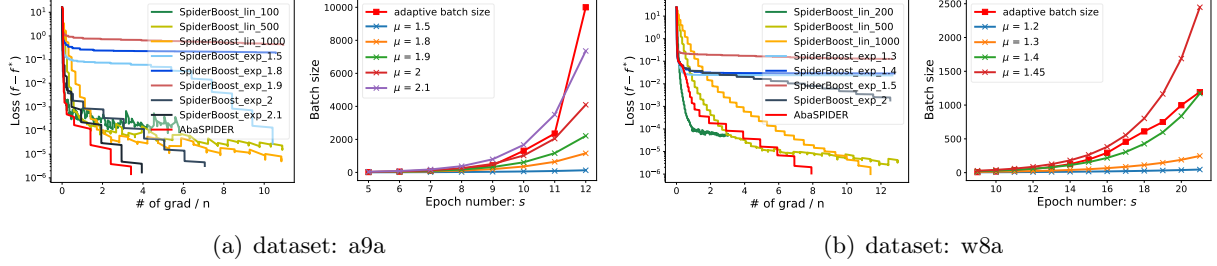 Loss (f − f*)
10¹
10⁰
10⁻¹
10⁻²
10⁻³
10⁻⁴
10⁻⁵
10⁻⁶
SpiderBoost_lin_100
SpiderBoost_lin_500
SpiderBoost_lin_1000
SpiderBoost_exp_1.5
SpiderBoost_exp_1.8
SpiderBoost_exp_1.9
SpiderBoost_exp_2
SpiderBoost_exp_2.1
AbaSPIDER
0 2 4 6 8 10
# of grad / n
Batch size
10000
8000
6000
4000
2000
0
adaptive batch size
μ = 1.5
μ = 1.8
μ = 1.9
μ = 2
μ = 2.1
5 6 7 8 9 10 11 12
Epoch number: s
Loss (f − f*)
10¹
10⁰
10⁻¹
10⁻²
10⁻³
10⁻⁴
10⁻⁵
10⁻⁶
SpiderBoost_lin_200
SpiderBoost_lin_500
SpiderBoost_lin_1000
SpiderBoost_exp_1.3
SpiderBoost_exp_1.4
SpiderBoost_exp_1.5
SpiderBoost_exp_2
AbaSPIDER
0 2 4 6 8 10 12
# of grad / n
Batch size
2500
2000
1500
1000
500
0
adaptive batch size
μ = 1.2
μ = 1.3
μ = 1.4
μ = 1.45
10 12 14 16 18 20
Epoch number: s
(a) dataset: a9a
(b) dataset: w8a